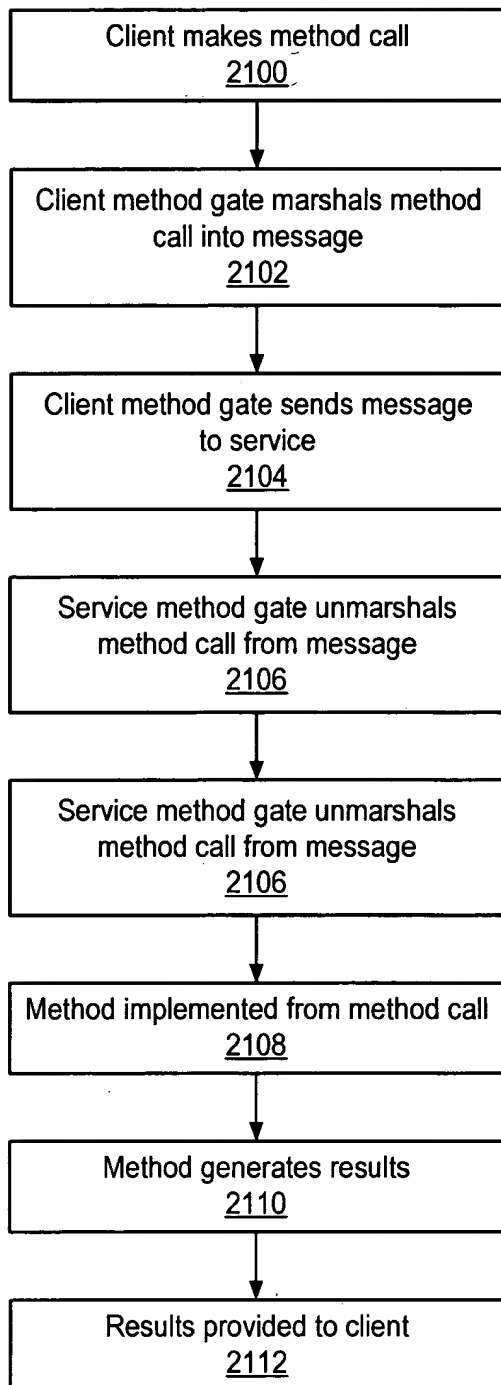 Client makes method call
2100
Client method gate marshals method
call into message
2102
Client method gate sends message
to service
2104
Service method gate unmarshals
method call from message
2106
Service method gate unmarshals
method call from message
2106
Method implemented from method call
2108
Method generates results
2110
Results provided to client
2112